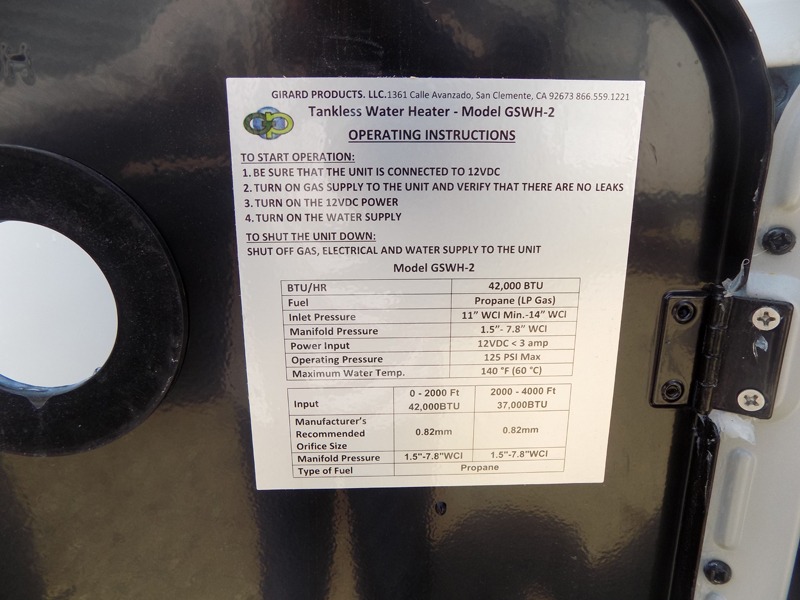 GIRARD PRODUCTS. LLC.1361 Calle Avanzado, San Clemente, CA 92673 866.559.1221
Tankless Water Heater - Model GSWH-2
OPERATING INSTRUCTIONS
TO START OPERATION:
1. BE SURE THAT THE UNIT IS CONNECTED TO 12VDC
2. TURN ON GAS SUPPLY TO THE UNIT AND VERIFY THAT THERE ARE NO LEAKS
3. TURN ON THE 12VDC POWER
4. TURN ON THE WATER SUPPLY
TO SHUT THE UNIT DOWN:
SHUT OFF GAS, ELECTRICAL AND WATER SUPPLY TO THE UNIT
Model GSWH-2
BTU/HR 42,000 BTU
Fuel Propane (LP Gas)
Inlet Pressure 11" WCI Min.-14" WCI
Manifold Pressure 1.5"- 7.8" WCI
Power Input 12VDC < 3 amp
Operating Pressure 125 PSI Max
Maximum Water Temp. 140 °F (60 °C)
Input 0 - 2000 Ft 2000 - 4000 Ft
42,000BTU 37,000BTU
Manufacturer's
Recommended 0.82mm 0.82mm
Orifice Size
Manifold Pressure 1.5"-7.8"WCI 1.5"-7.8"WCI
Type of Fuel Propane